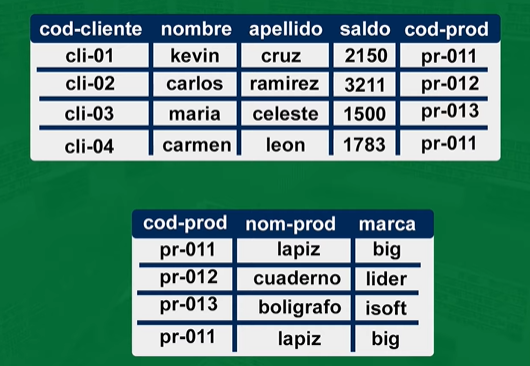 cod-cliente nombre apellido saldo cod-prod
cli-01 kevin cruz 2150 pr-011
cli-02 carlos ramirez 3211 pr-012
cli-03 maria celeste 1500 pr-013
cli-04 carmen leon 1783 pr-011
cod-prod nom-prod marca
pr-011 lapiz big
pr-012 cuaderno lider
pr-013 boligrafo isoft
pr-011 lapiz big